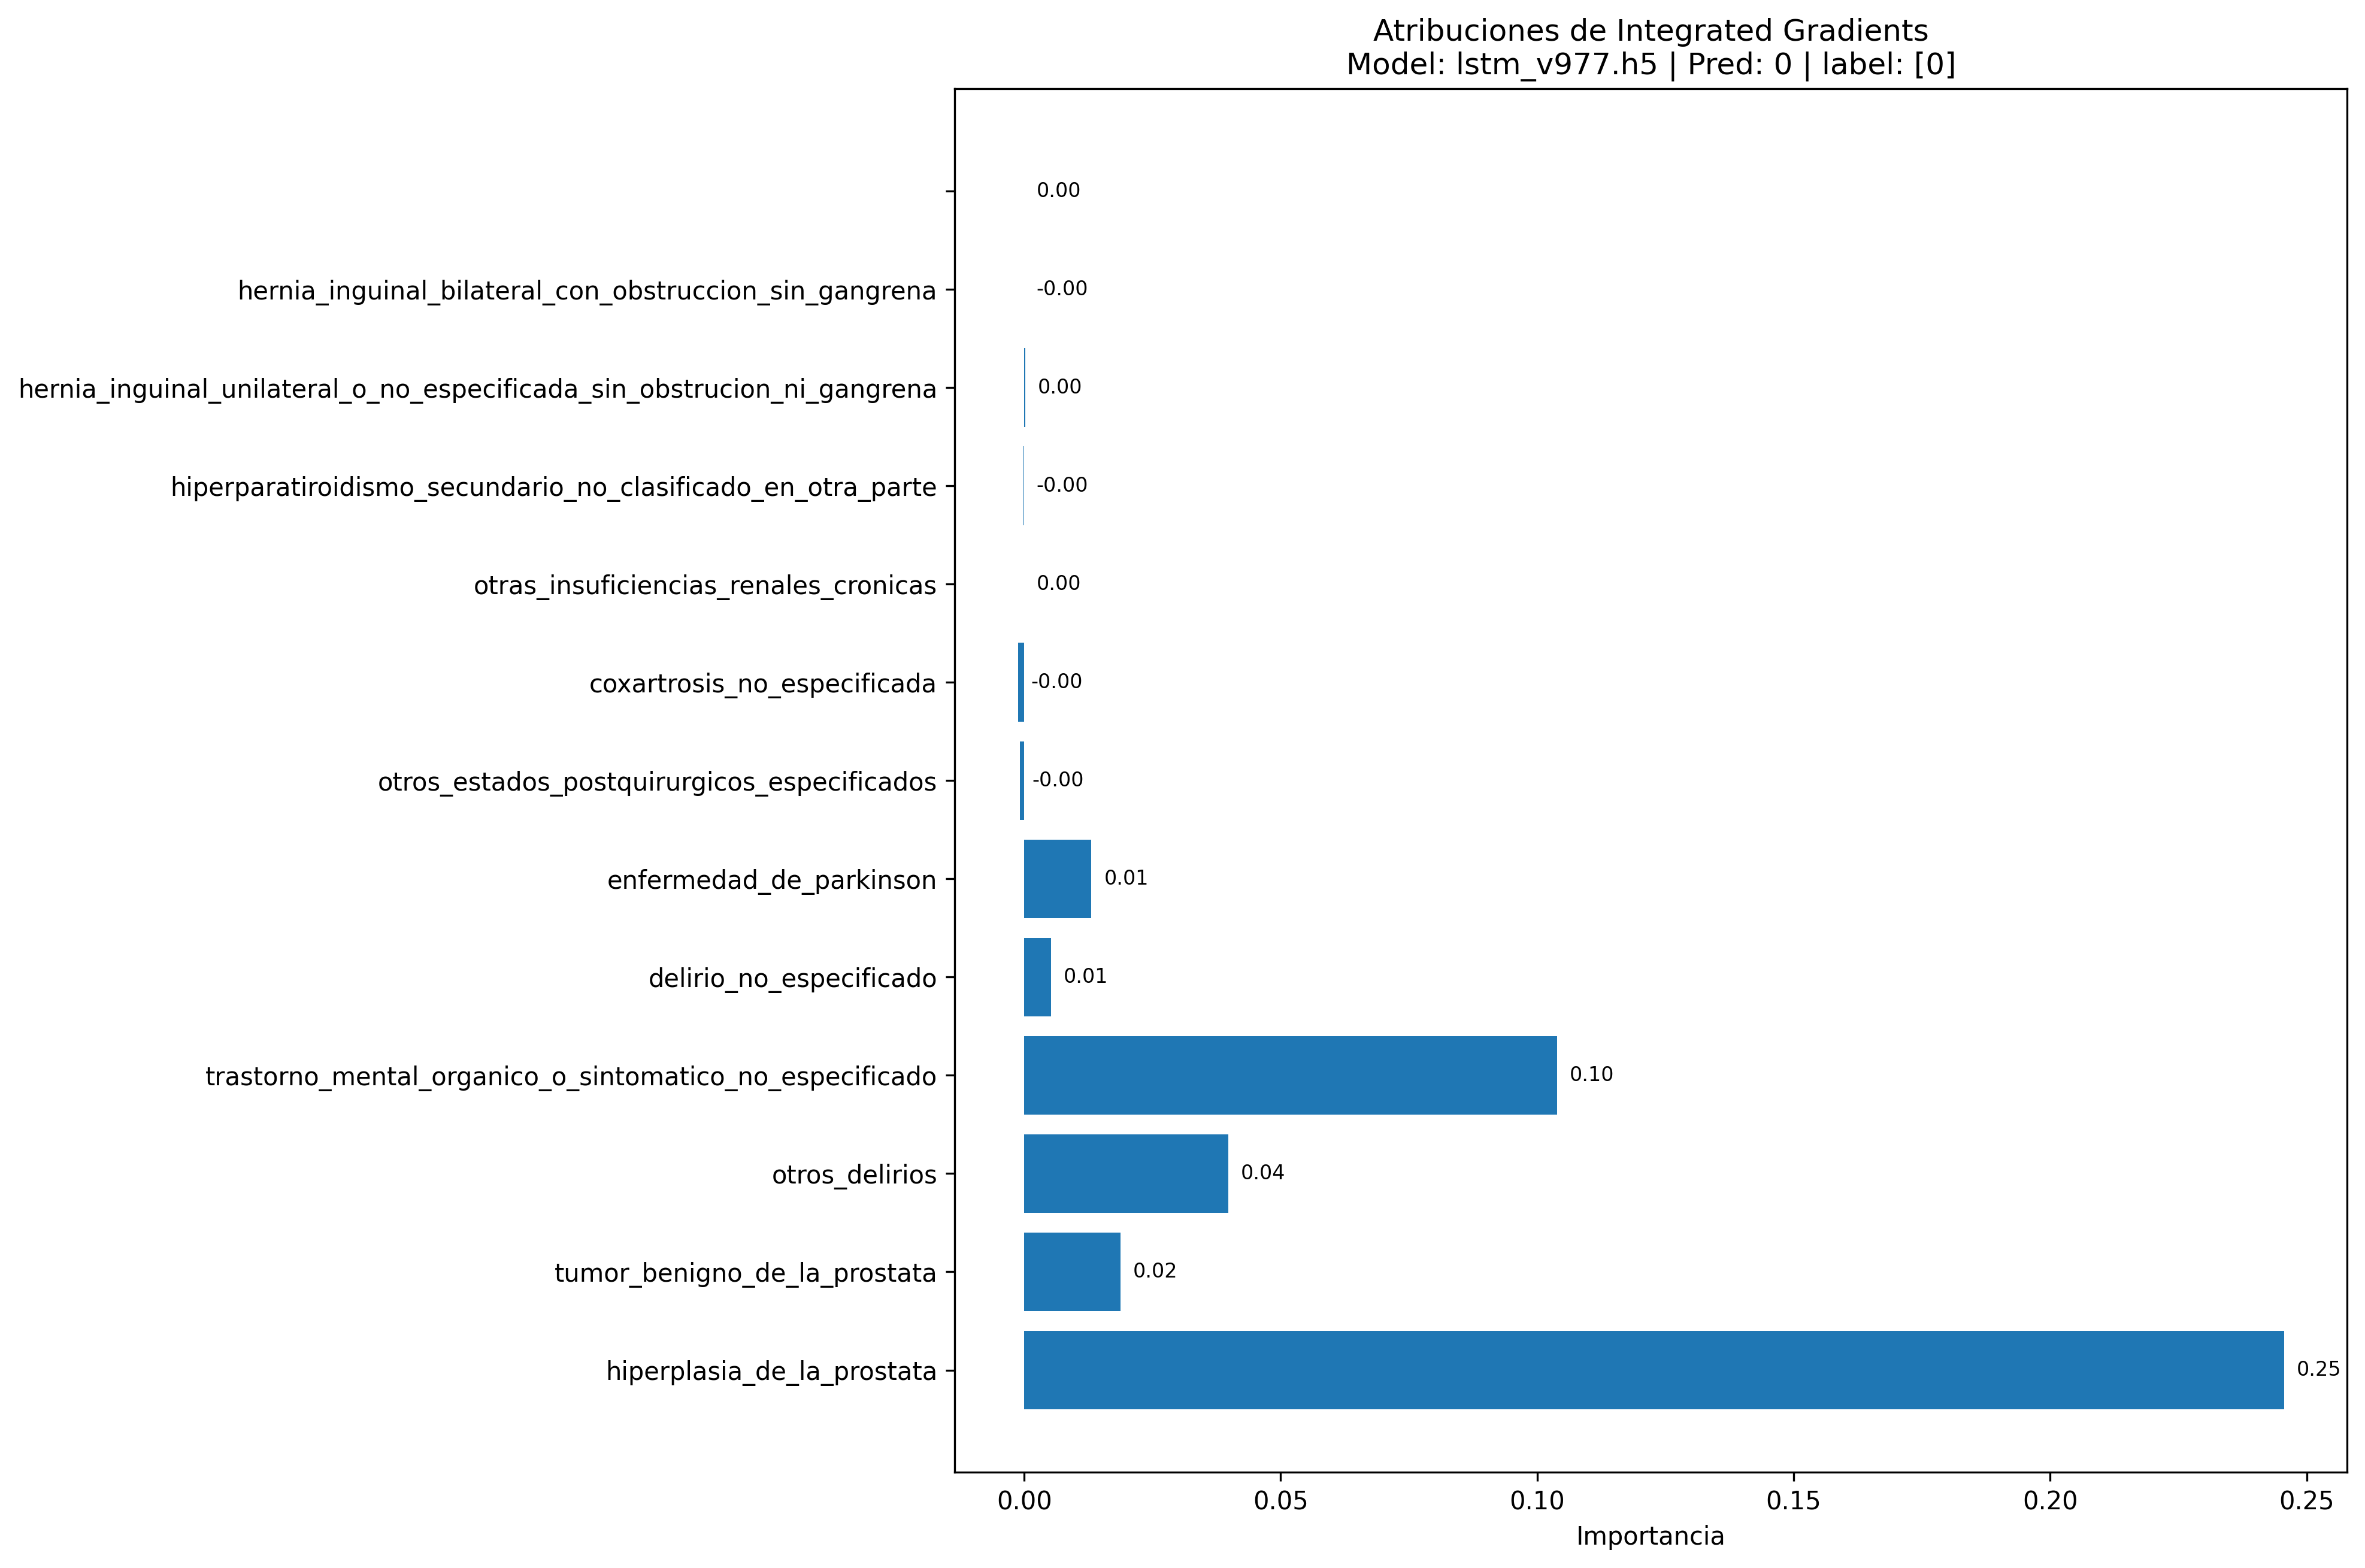 Atribuciones de Integrated Gradients
Model: lstm_v977.h5 | Pred: 0 | label: [0]
0.00
hernia_inguinal_bilateral_con_obstruccion_sin_gangrena -0.00
hernia_inguinal_unilateral_o_no_especificada_sin_obstrucion_ni_gangrena 0.00
hiperparatiroidismo_secundario_no_clasificado_en_otra_parte -0.00
otras_insuficiencias_renales_cronicas 0.00
coxartrosis_no_especificada -0.00
otros_estados_postquirurgicos_especificados -0.00
enfermedad_de_parkinson 0.01
delirio_no_especificado 0.01
trastorno_mental_organico_o_sintomatico_no_especificado 0.10
otros_delirios 0.04
tumor_benigno_de_la_prostata 0.02
hiperplasia_de_la_prostata 0.25
0.00 0.05 0.10 0.15 0.20 0.25
Importancia